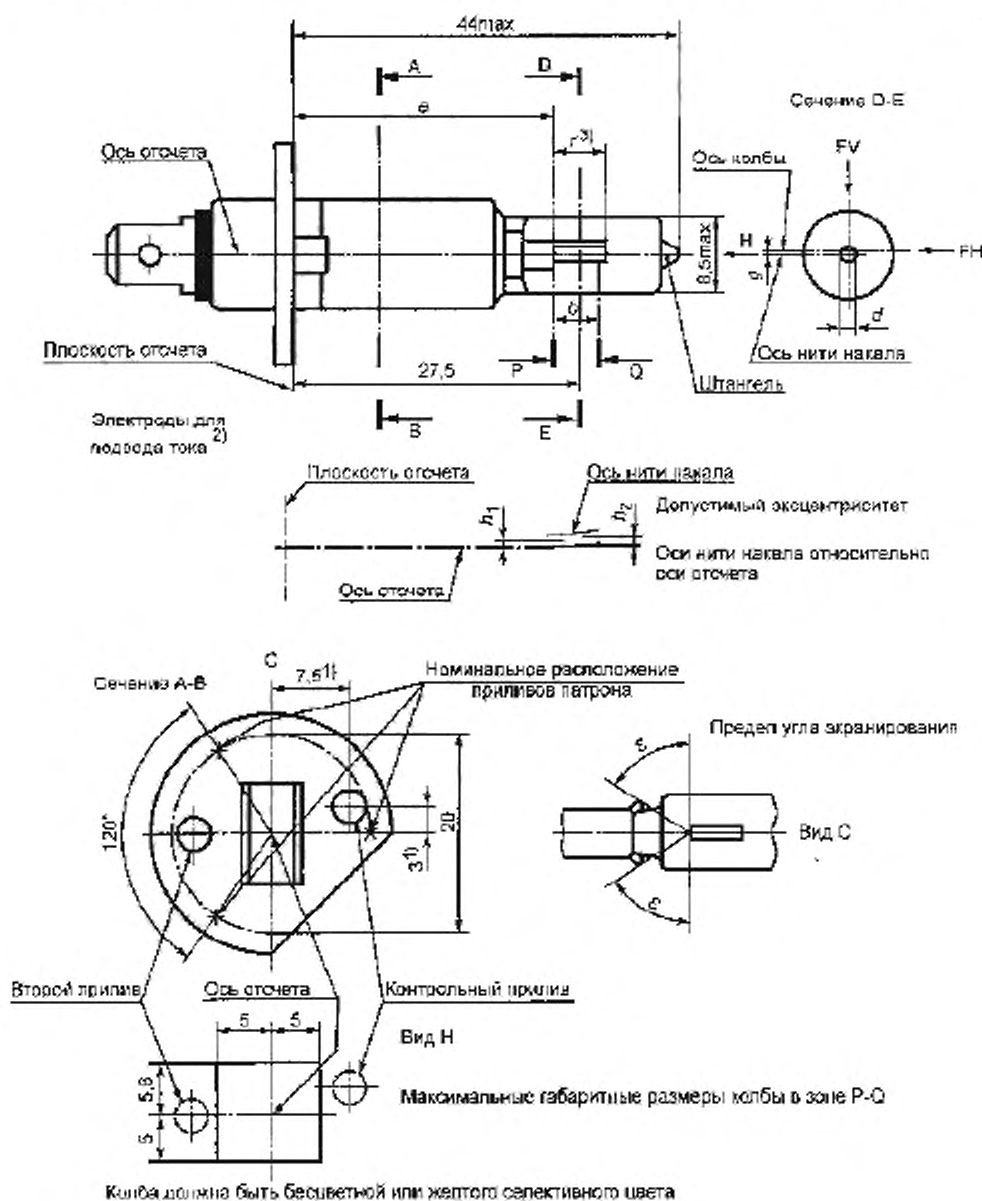 44max
A
D
Сечение D-E
e
f 3)
FV
Ось отсчета
Ось колбы
H
8,5max
FH
g
c
d
Плоскость отсчета
27,5
P
Q
Ось нити накала
Штангель
Электроды для
подвода тока 2)
B
E
Плоскость отсчета
Ось нити накала
h1
h2
Допустимый эксцентриситет
Оси нити накала относительно
оси отсчета
Ось отсчета
C
Сечение A-B
7,5 1)
Номинальное расположение
приливов патрона
Предел угла экранирования
ε
120°
20
3 1)
Вид C
ε
Второй прилив
Ось отсчета
Контрольный прилив
5
5
Вид H
5,8
5
Максимальные габаритные размеры колбы в зоне P-Q
Колба должна быть бесцветной или желтого селективного цвета